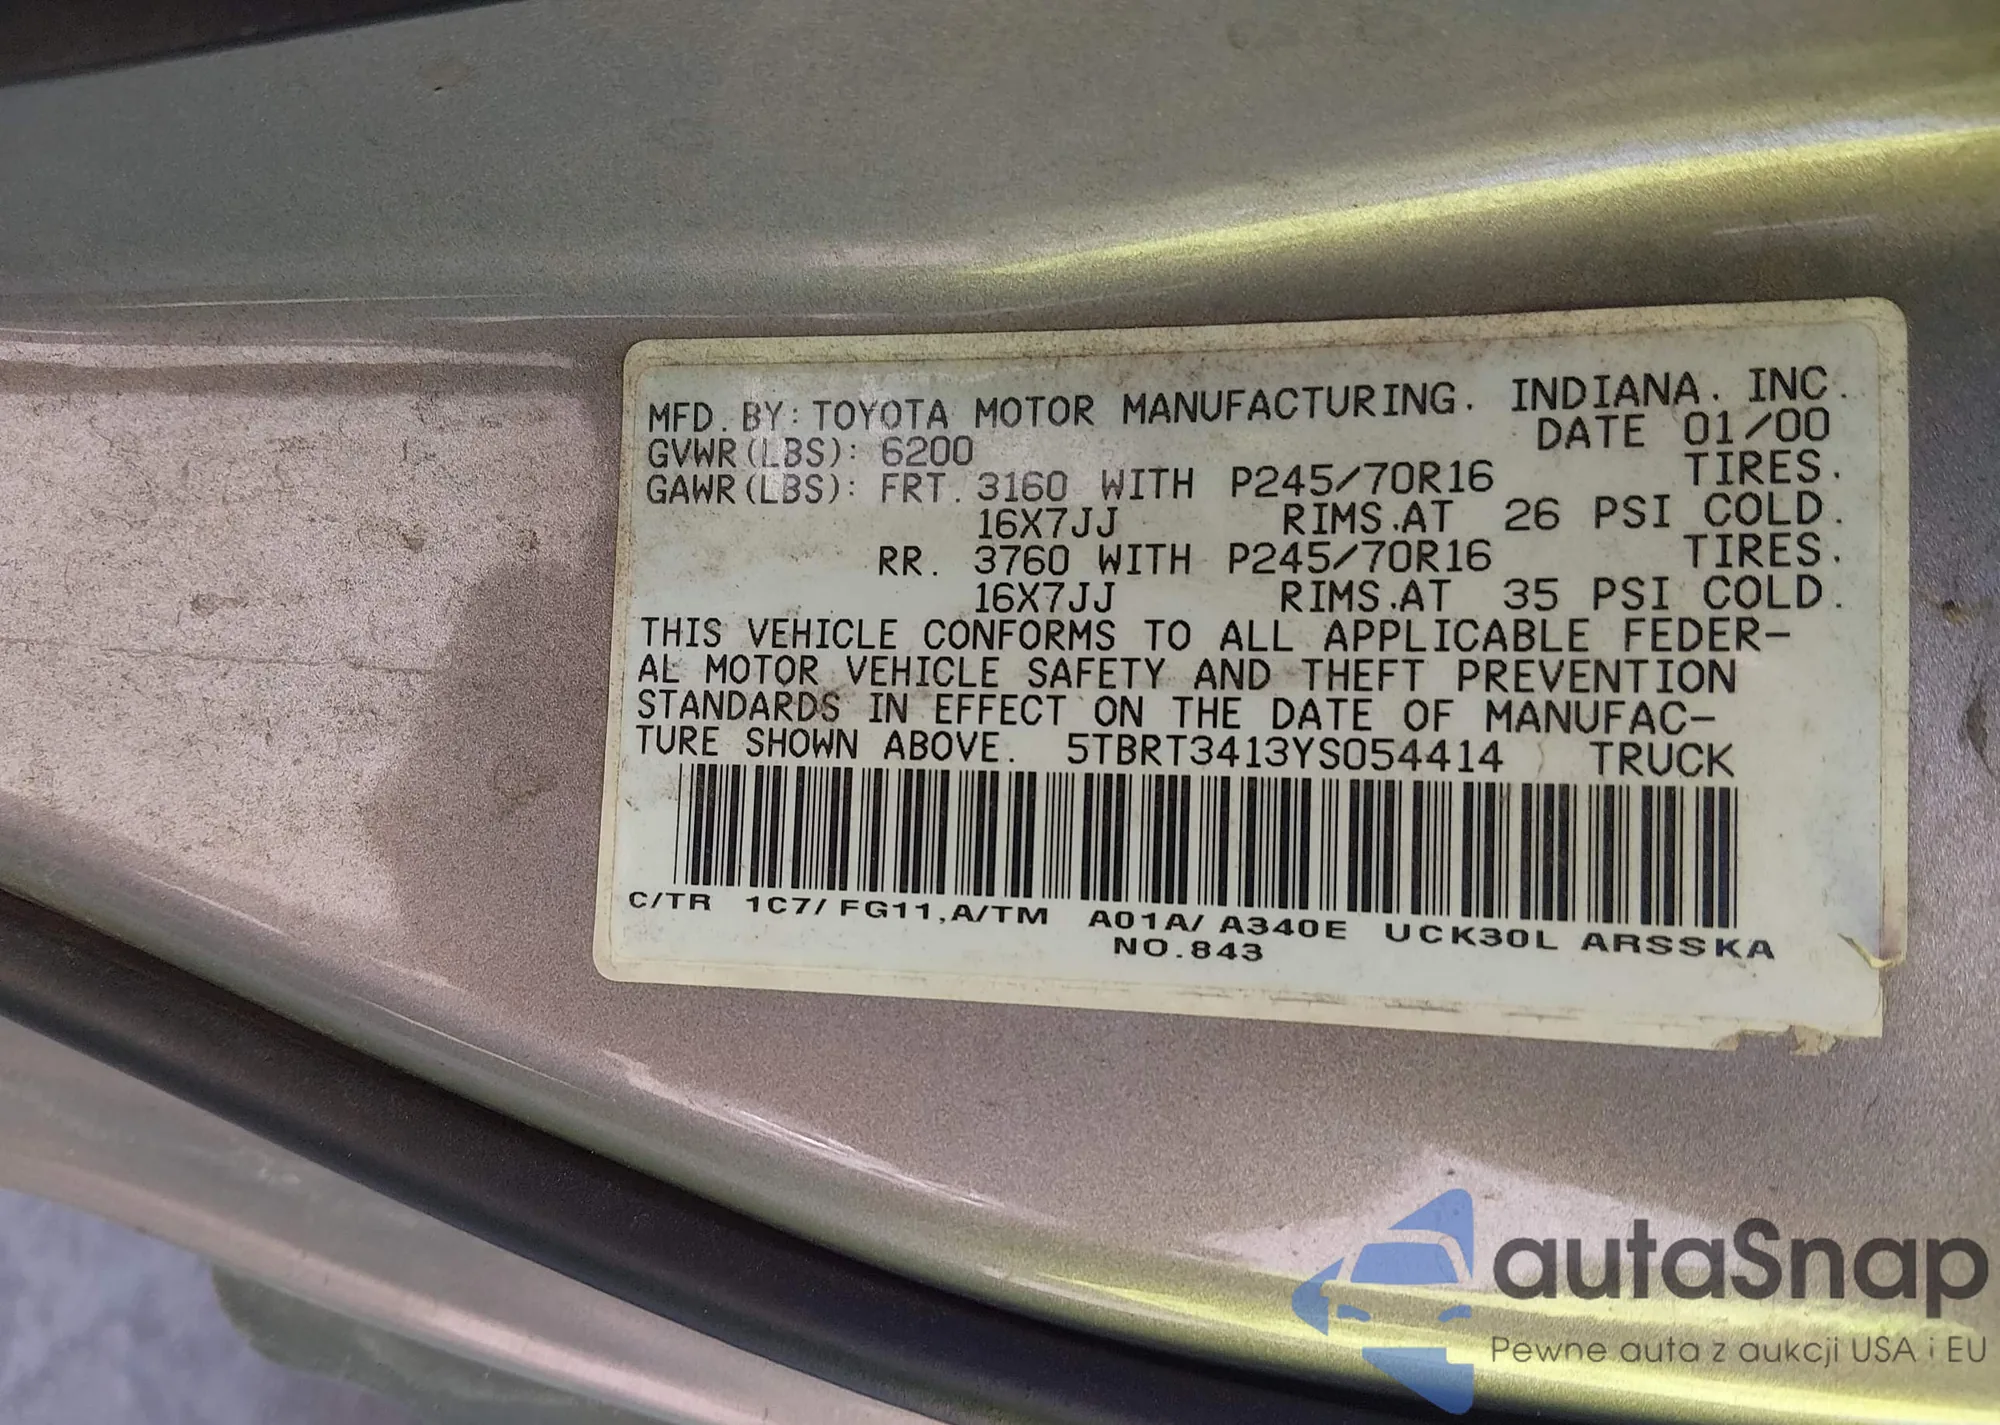 MFD. BY: TOYOTA MOTOR MANUFACTURING. INDIANA. INC.
GVWR(LBS): 6200 DATE 01/00
GAWR(LBS): FRT. 3160 WITH P245/70R16 TIRES.
16X7JJ RIMS.AT 26 PSI COLD.
RR. 3760 WITH P245/70R16 TIRES.
16X7JJ RIMS.AT 35 PSI COLD.
THIS VEHICLE CONFORMS TO ALL APPLICABLE FEDER-
AL MOTOR VEHICLE SAFETY AND THEFT PREVENTION
STANDARDS IN EFFECT ON THE DATE OF MANUFAC-
TURE SHOWN ABOVE. 5TBRT3413YS054414 TRUCK
C/TR 1C7/FG11,A/TM A01A/A340E UCK30L ARSSKA
NO.843
autaSnap
Pewne auta z aukcji USA i EU